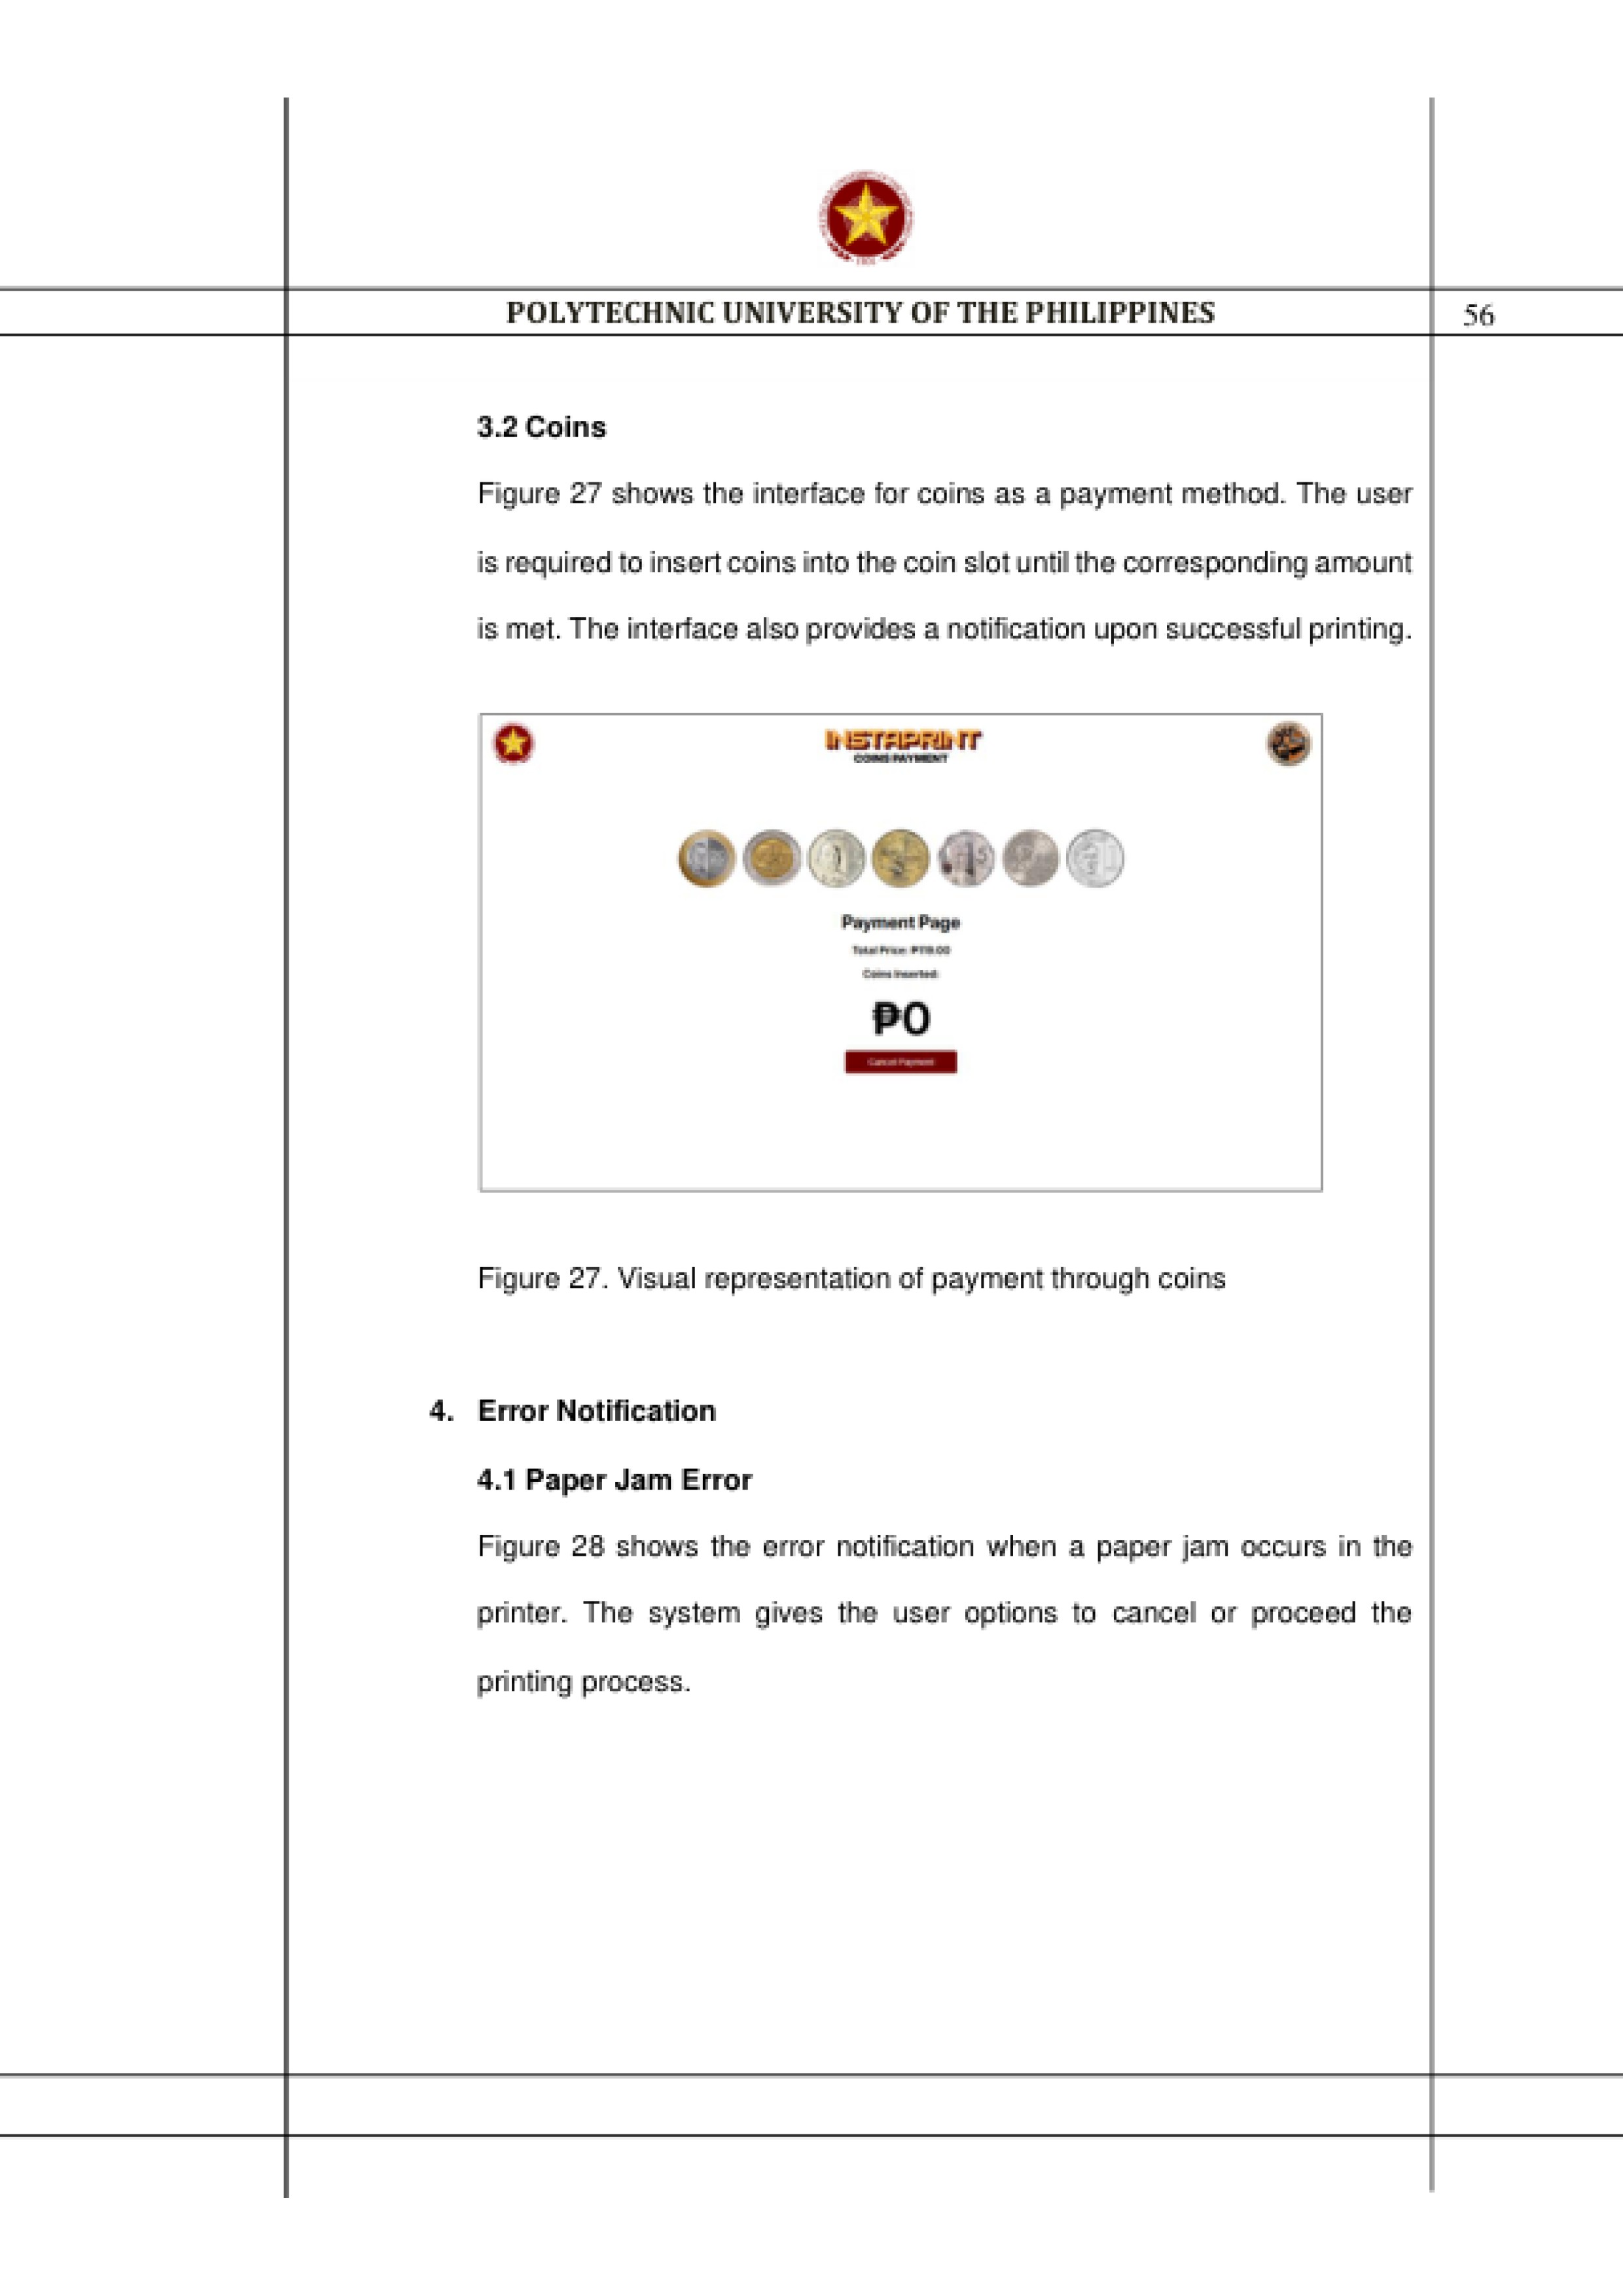 POLYTECHNIC UNIVERSITY OF THE PHILIPPINES
56
3.2 Coins
Figure 27 shows the interface for coins as a payment method. The user
is required to insert coins into the coin slot until the corresponding amount
is met. The interface also provides a notification upon successful printing.
INSTAPRINT
COINS PAYMENT
Payment Page
Total Price:
Coins Inserted:
₱0
Cancel Payment
Figure 27. Visual representation of payment through coins
4. Error Notification
4.1 Paper Jam Error
Figure 28 shows the error notification when a paper jam occurs in the
printer. The system gives the user options to cancel or proceed the
printing process.